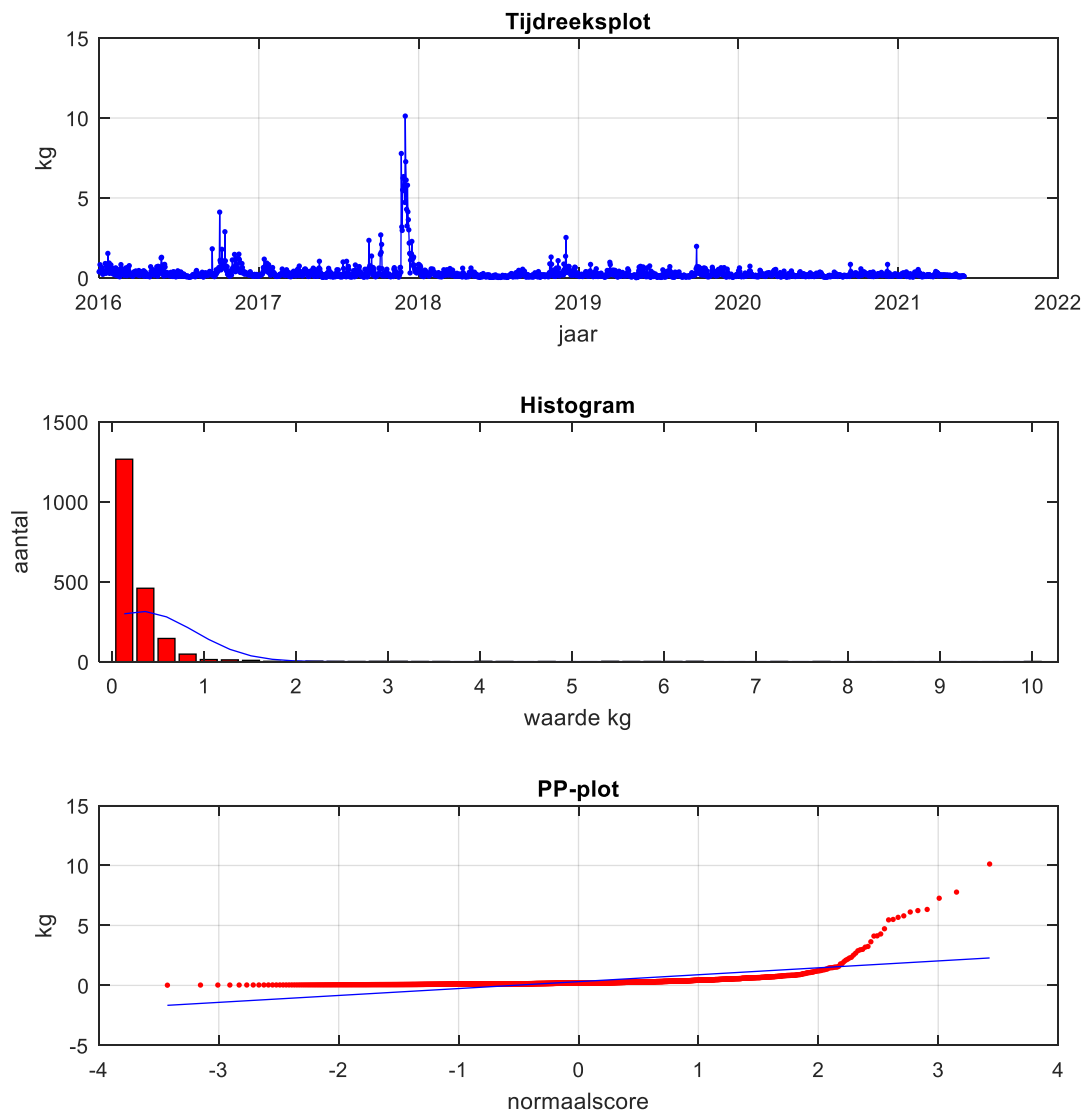 Tijdreeksplot
15
10
5
0
kg
2016 2017 2018 2019 2020 2021 2022
jaar
Histogram
1500
1000
500
0
aantal
0 1 2 3 4 5 6 7 8 9 10
waarde kg
PP-plot
15
10
5
0
-5
kg
-4 -3 -2 -1 0 1 2 3 4
normaalscore